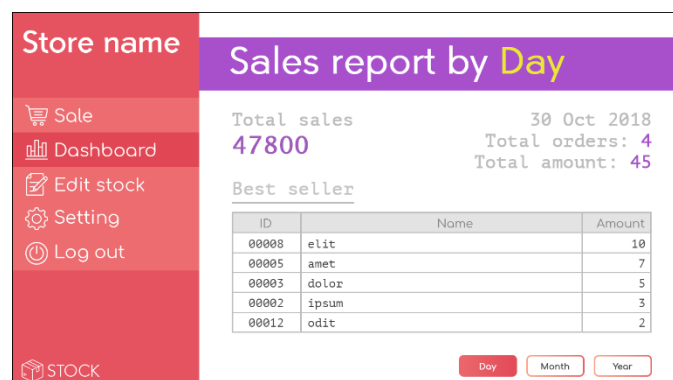 Store name
Sale
Dashboard
Edit stock
Setting
Log out
STOCK
Sales report by Day
Total sales
47800
30 Oct 2018
Total orders: 4
Total amount: 45
Best seller
ID Name Amount
00008 elit 10
00005 amet 7
00003 dolor 5
00002 ipsum 3
00012 odit 2
Day Month Year